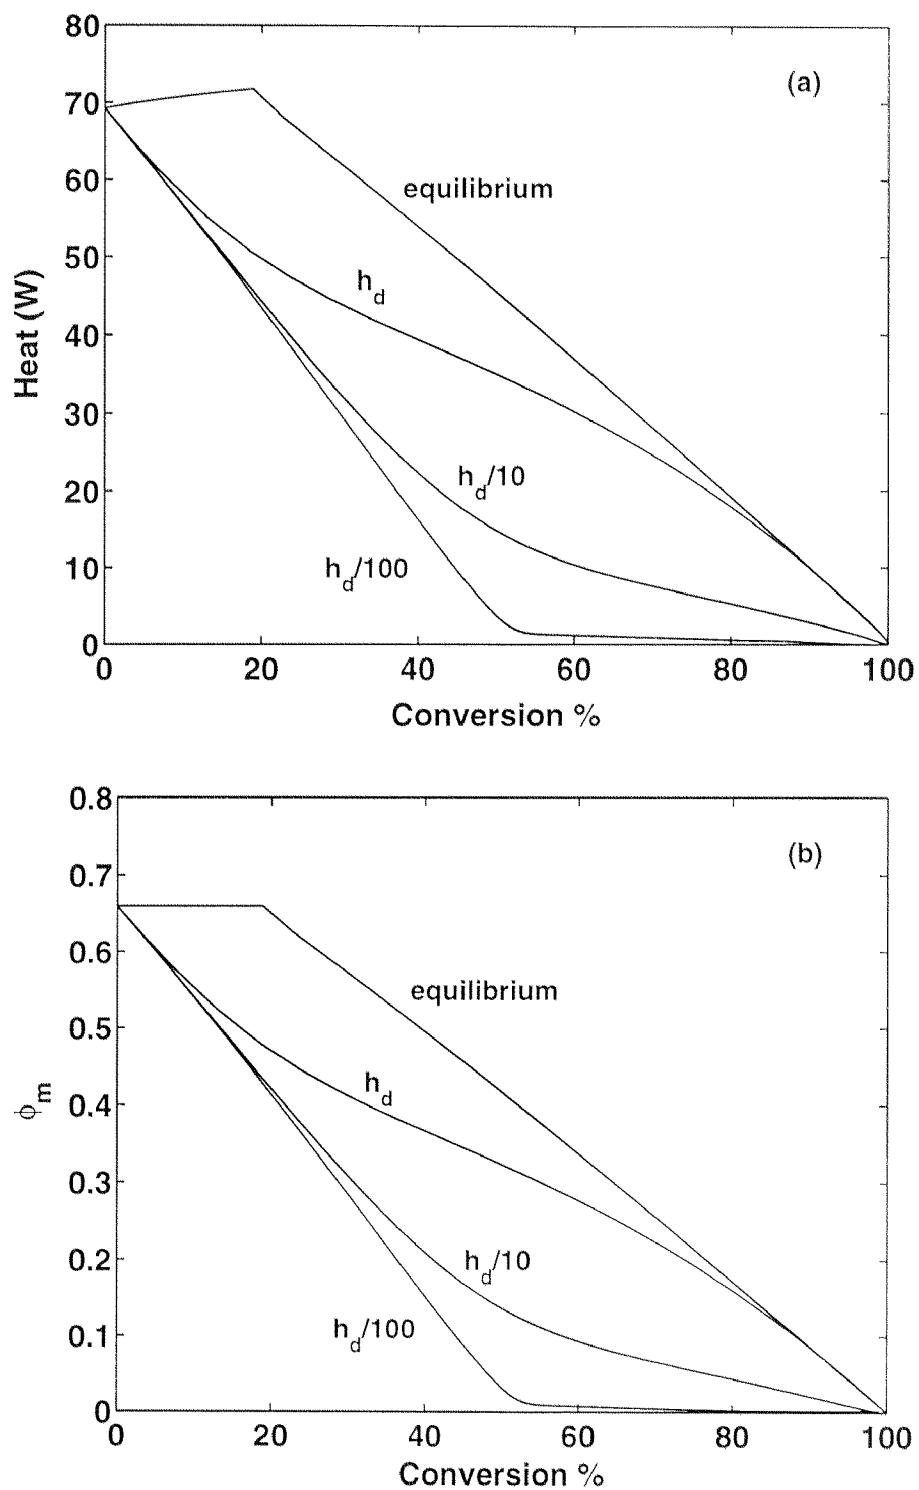 80
(a)
70
60
equilibrium
50
h_d
Heat (W)
40
30
h_d/10
20
h_d/100
10
0
0 20 40 60 80 100
Conversion %
0.8
(b)
0.7
0.6
equilibrium
0.5
h_d
ϕ_m
0.4
0.3
0.2
h_d/10
0.1
h_d/100
0
0 20 40 60 80 100
Conversion %